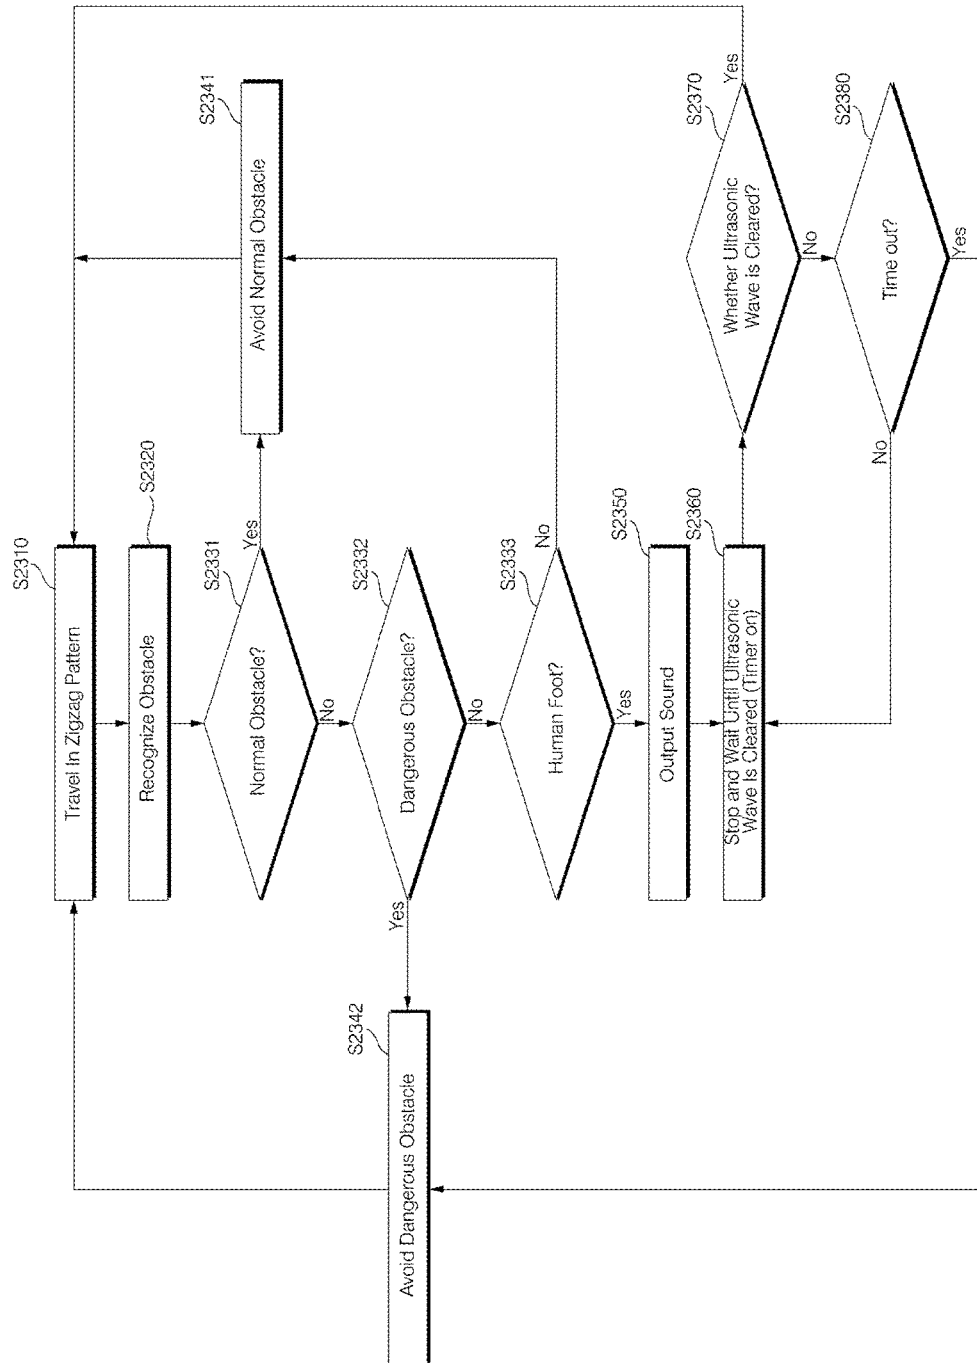 S2310
Travel In Zigzag Pattern
S2320
Recognize Obstacle
S2331
Normal Obstacle?
Yes
No
S2341
Avoid Normal Obstacle
S2332
Dangerous Obstacle?
Yes
No
S2342
Avoid Dangerous Obstacle
S2333
Human Foot?
No
Yes
S2350
Output Sound
S2360
Stop and Wait Until Ultrasonic
Wave Is Cleared (Timer on)
S2370
Whether Ultrasonic
Wave is Cleared?
Yes
No
S2380
Time out?
No
Yes